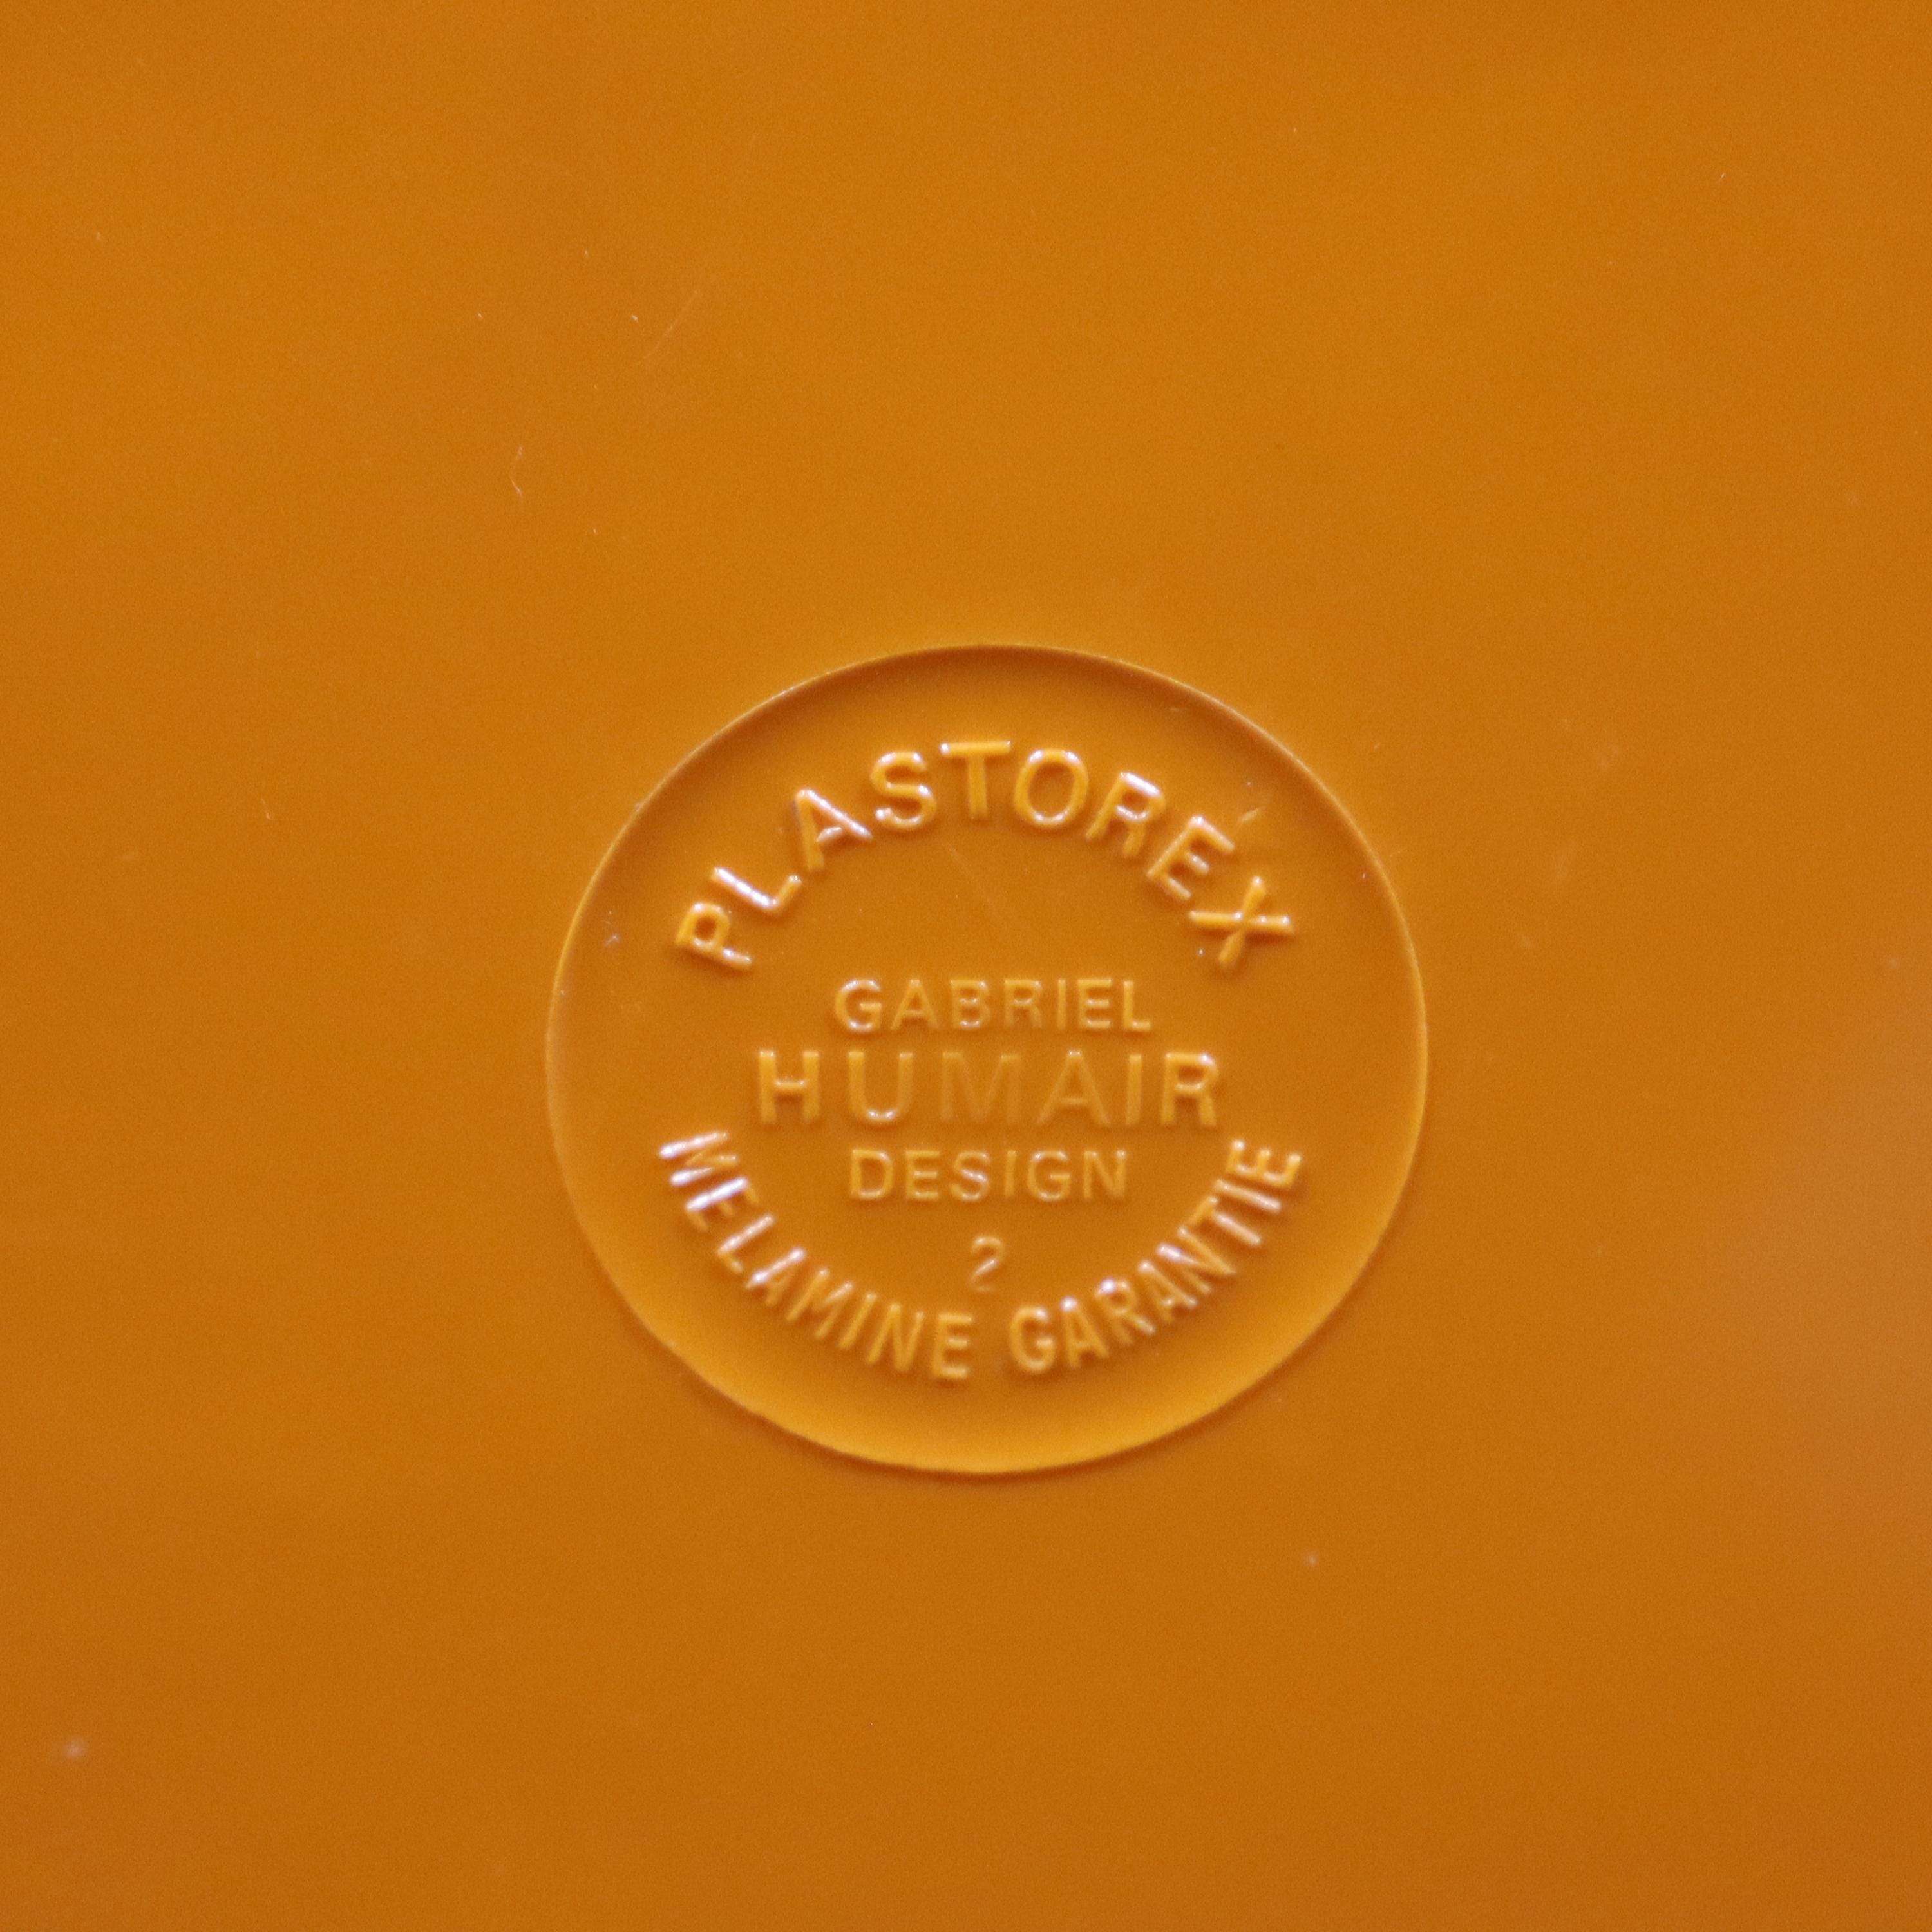 PLASTOREX
GABRIEL
HUMAIR
DESIGN
2
MELAMINE GARANTIE